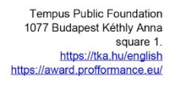 Tempus Public Foundation
1077 Budapest Kéthly Anna
square 1.
https://tka.hu/english
https://award.profformance.eu/